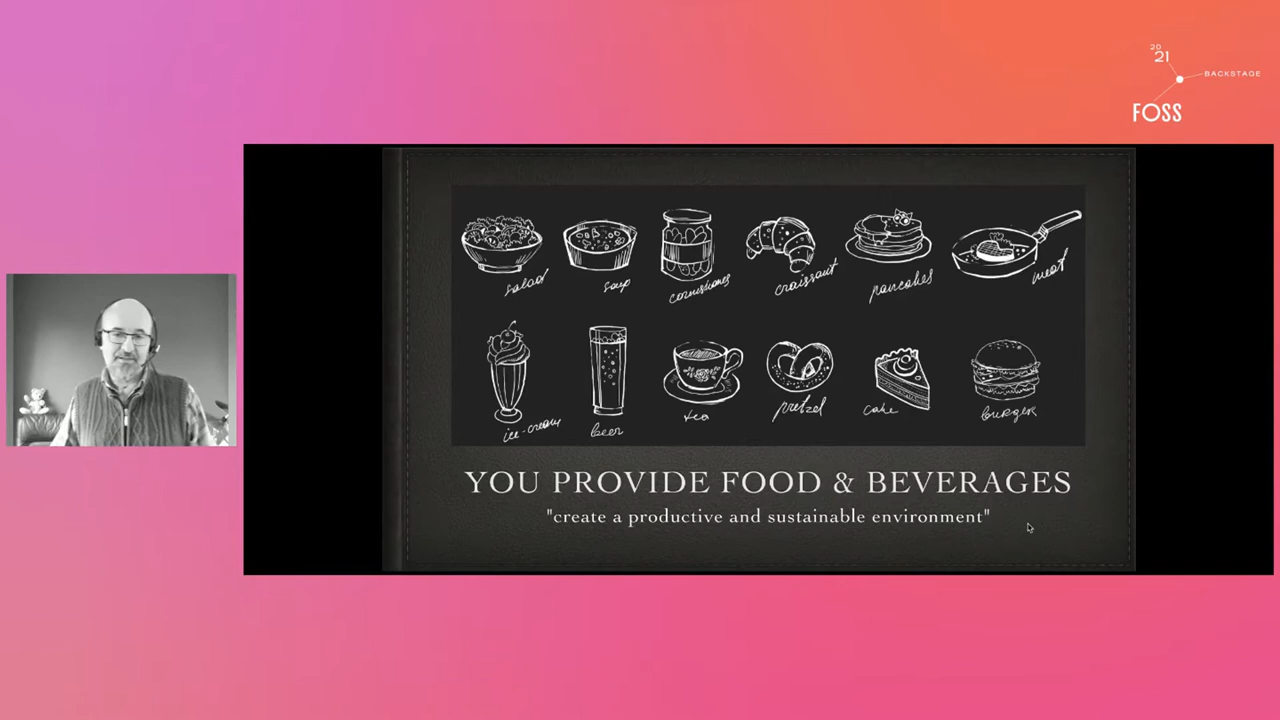 20
21
BACKSTAGE
FOSS
salad
soup
cornishones
croissant
pancakes
meat
ice-cream
beer
tea
pretzel
cake
burger
YOU PROVIDE FOOD & BEVERAGES
"create a productive and sustainable environment"